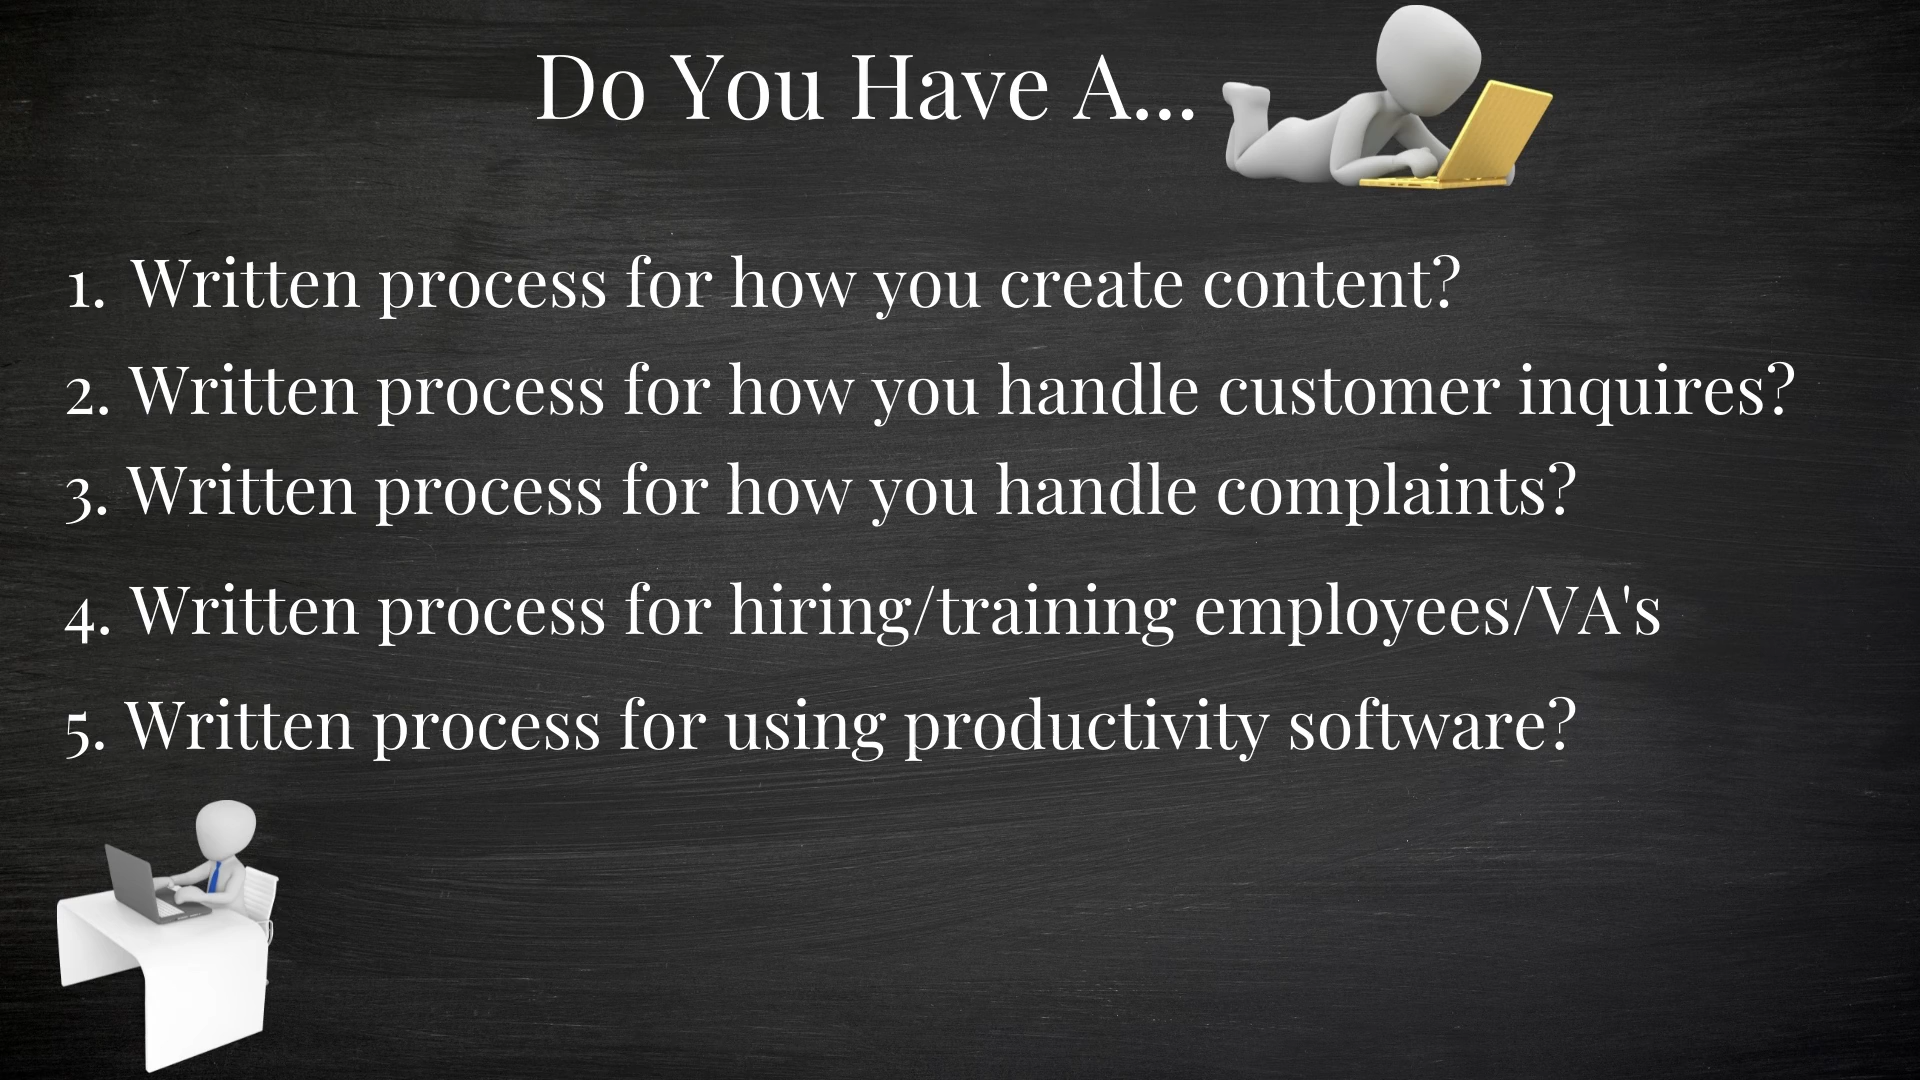 Do You Have A...
1. Written process for how you create content?
2. Written process for how you handle customer inquires?
3. Written process for how you handle complaints?
4. Written process for hiring/training employees/VA's
5. Written process for using productivity software?